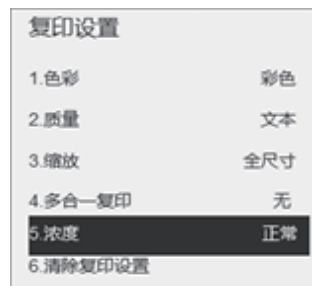 复印设置
1.色彩 彩色
2.质量 文本
3.缩放 全尺寸
4.多合一复印 无
5.浓度 正常
6.清除复印设置